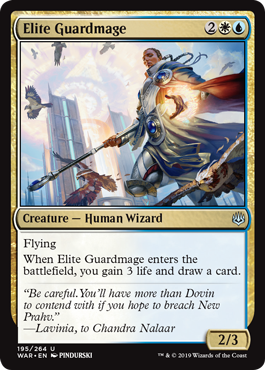 Elite Guardmage 2
Creature — Human Wizard
Flying
When Elite Guardmage enters the
battlefield, you gain 3 life and draw a card.
"Be careful. You'll have more than Dovin
to contend with if you hope to breach New
Prahv."
—Lavinia, to Chandra Nalaar
2/3
195/264 U
WAR • EN PINDURSKI
™ & © 2019 Wizards of the Coast